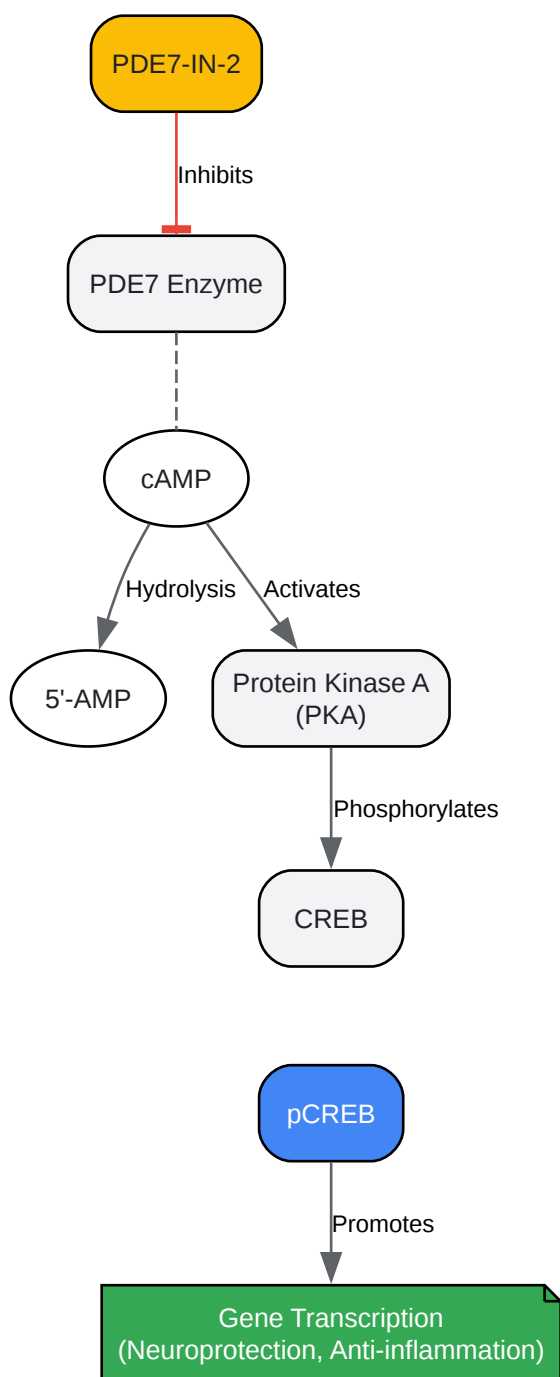 PDE7-IN-2
Inhibits
PDE7 Enzyme
cAMP
Hydrolysis
Activates
5'-AMP
Protein Kinase A
(PKA)
Phosphorylates
CREB
pCREB
Promotes
Gene Transcription
(Neuroprotection, Anti-inflammation)